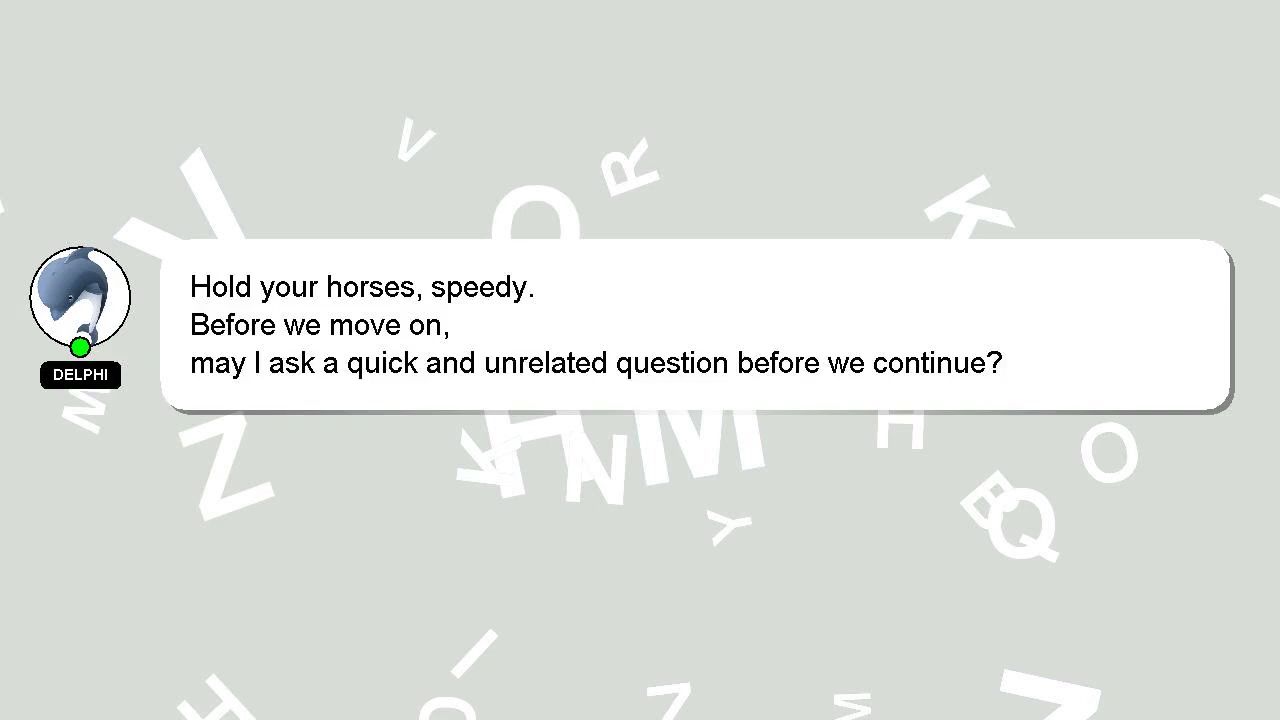 Hold your horses, speedy.
Before we move on,
may I ask a quick and unrelated question before we continue?
DELPHI
V
V
R
K
O
M
Z
H
K
N
M
H
O
B
Q
Y
I
H
O
Z
M
N